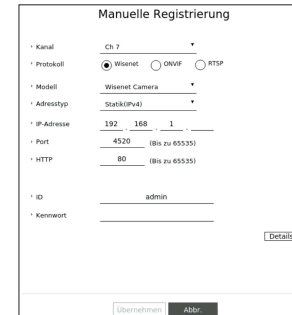 Manuelle Registrierung
Kanal Ch 7
Protokoll Wisenet ONVIF RTSP
Modell Wisenet Camera
Adresstyp Statik(IPv4)
IP-Adresse 192 . 168 . 1 .
Port 4520 (Bis zu 65535)
HTTP 80 (Bis zu 65535)
ID admin
Kennwort
Details
Übernehmen Abbr.